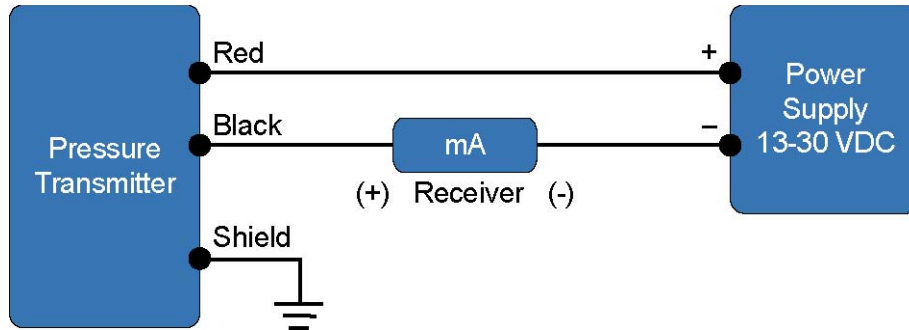 Red
+
Power
Supply
13-30 VDC
Black
mA
–
Pressure
Transmitter
(+) Receiver (-)
Shield